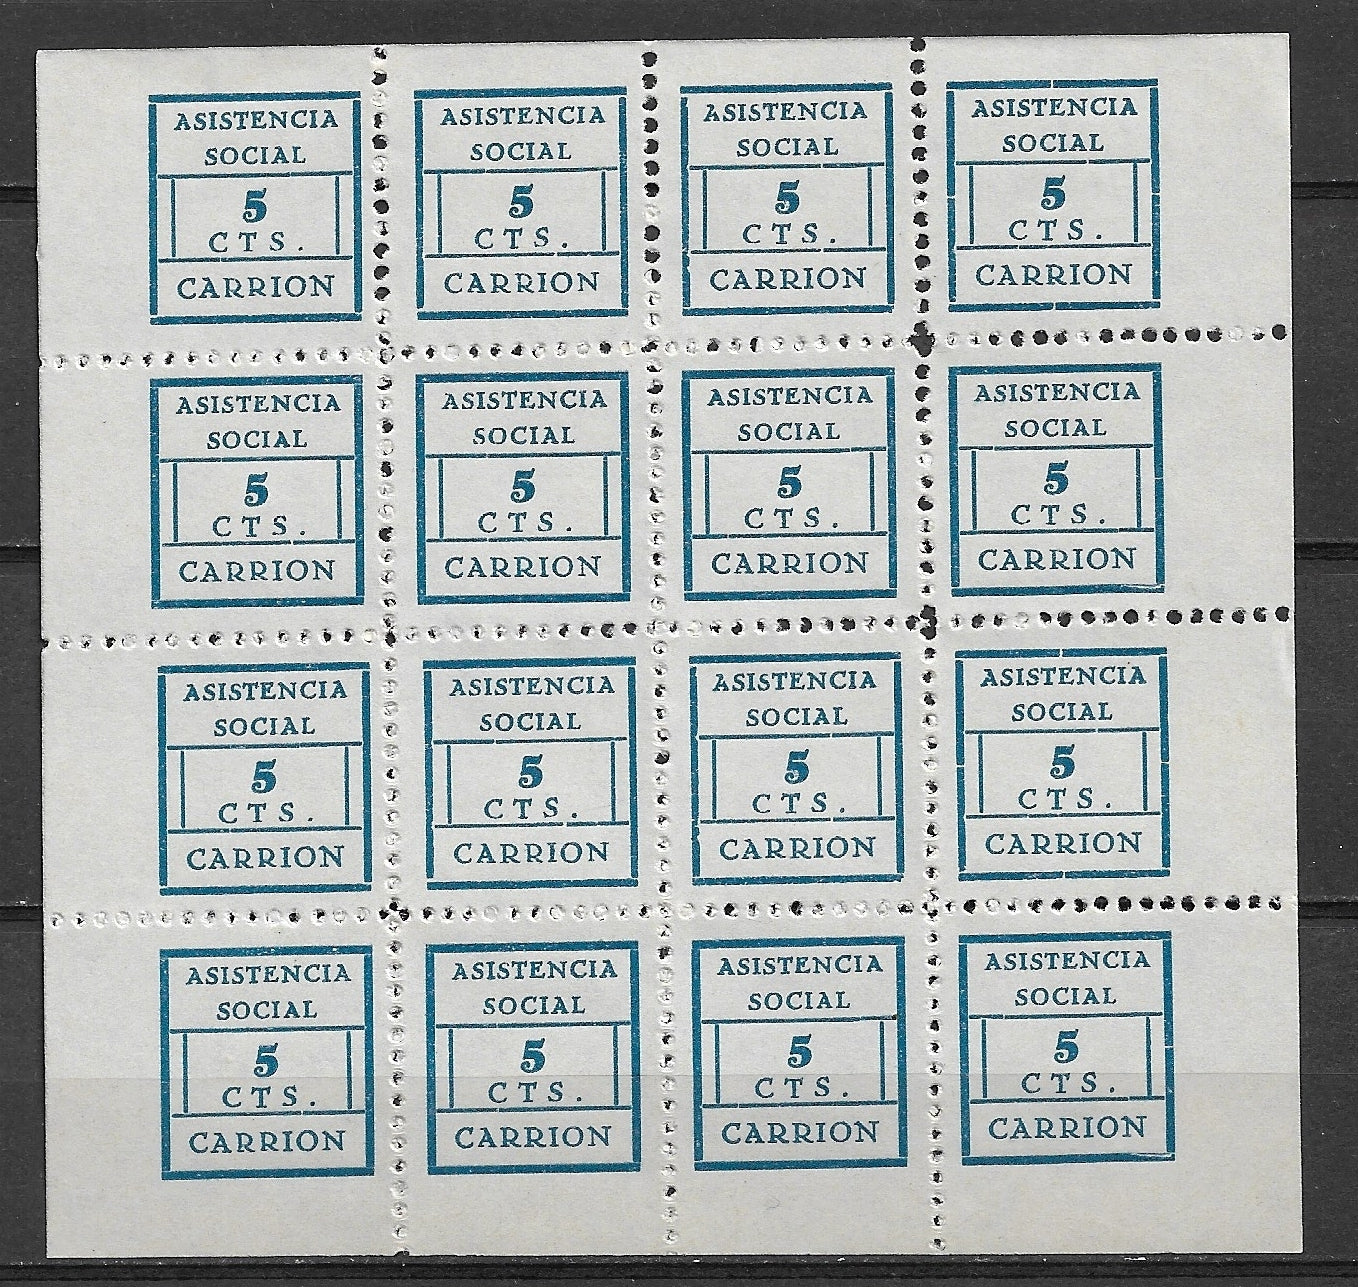 ASISTENCIA ASISTENCIA ASISTENCIA ASISTENCIA
SOCIAL SOCIAL SOCIAL SOCIAL
5 5 5 5
CTS. CTS. CTS. CTS.
CARRION CARRION CARRION CARRION
ASISTENCIA ASISTENCIA ASISTENCIA ASISTENCIA
SOCIAL SOCIAL SOCIAL SOCIAL
5 5 5 5
CTS. CTS. CTS. CTS.
CARRION CARRION CARRION CARRION
ASISTENCIA ASISTENCIA ASISTENCIA ASISTENCIA
SOCIAL SOCIAL SOCIAL SOCIAL
5 5 5 5
CTS. CTS. CTS. CTS.
CARRION CARRION CARRION CARRION
ASISTENCIA ASISTENCIA ASISTENCIA ASISTENCIA
SOCIAL SOCIAL SOCIAL SOCIAL
5 5 5 5
CTS. CTS. CTS. CTS.
CARRION CARRION CARRION CARRION